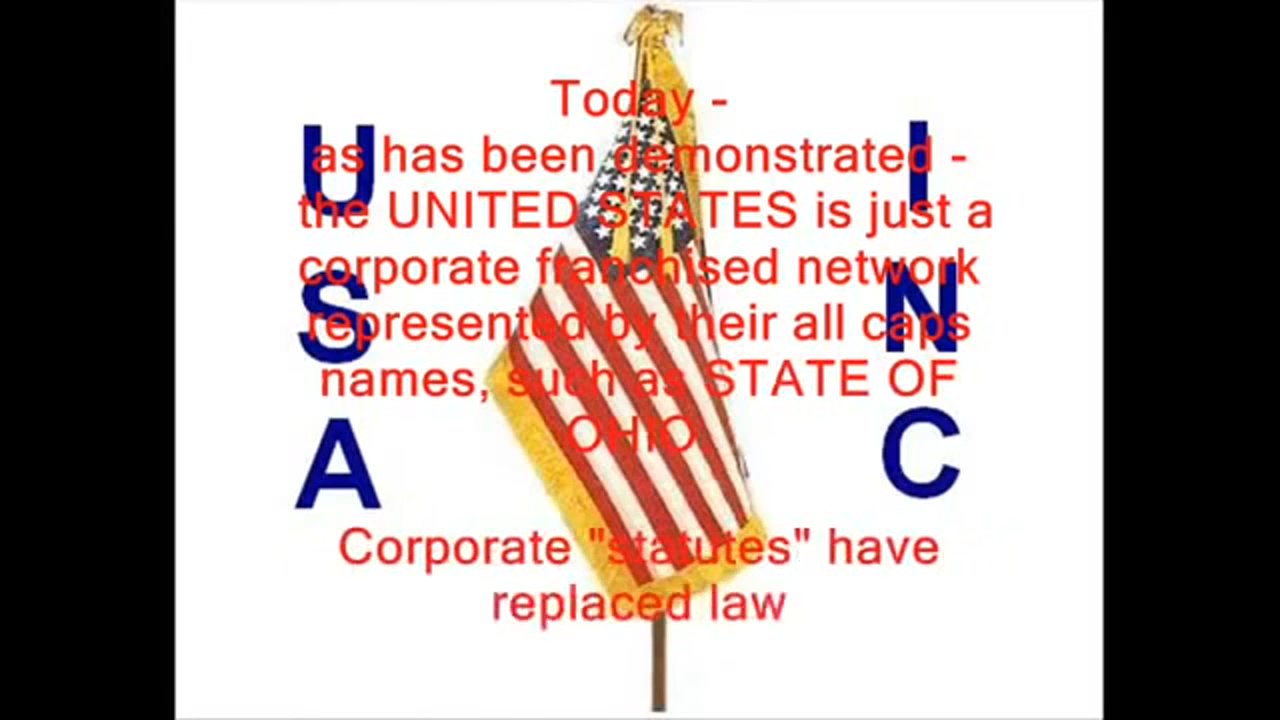 Today -
as has been demonstrated -
the UNITED STATES is just a
corporate franchised network
represented by their all caps
names, such as STATE OF
OHIO
Corporate "statutes" have
replaced law
U
S
A
I
N
C